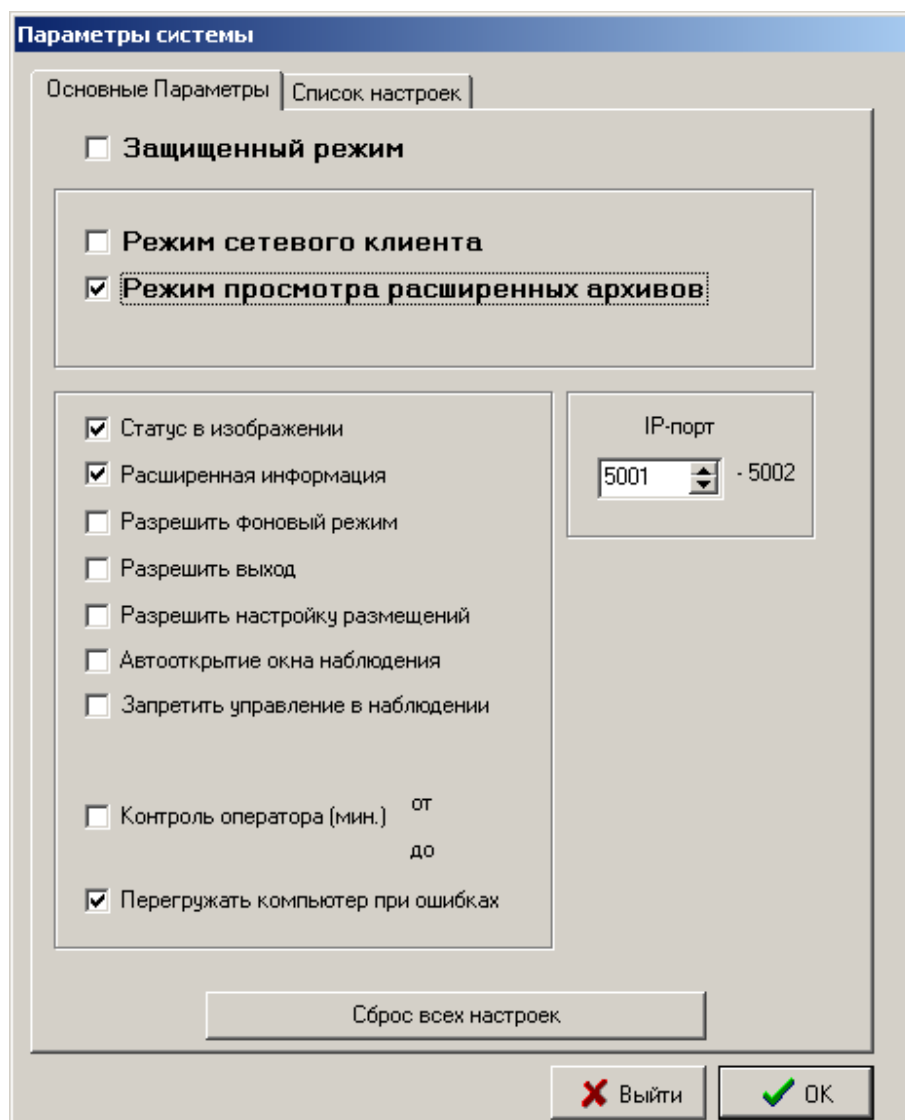 Параметры системы
Основные Параметры
Список настроек
Защищенный режим
Режим сетевого клиента
Режим просмотра расширенных архивов
Статус в изображении
Расширенная информация
Разрешить фоновый режим
Разрешить выход
Разрешить настройку размещений
Автооткрытие окна наблюдения
Запретить управление в наблюдении
Контроль оператора (мин.)
от
до
Перегружать компьютер при ошибках
IP-порт
5001 - 5002
Сброс всех настроек
Выйти
OK